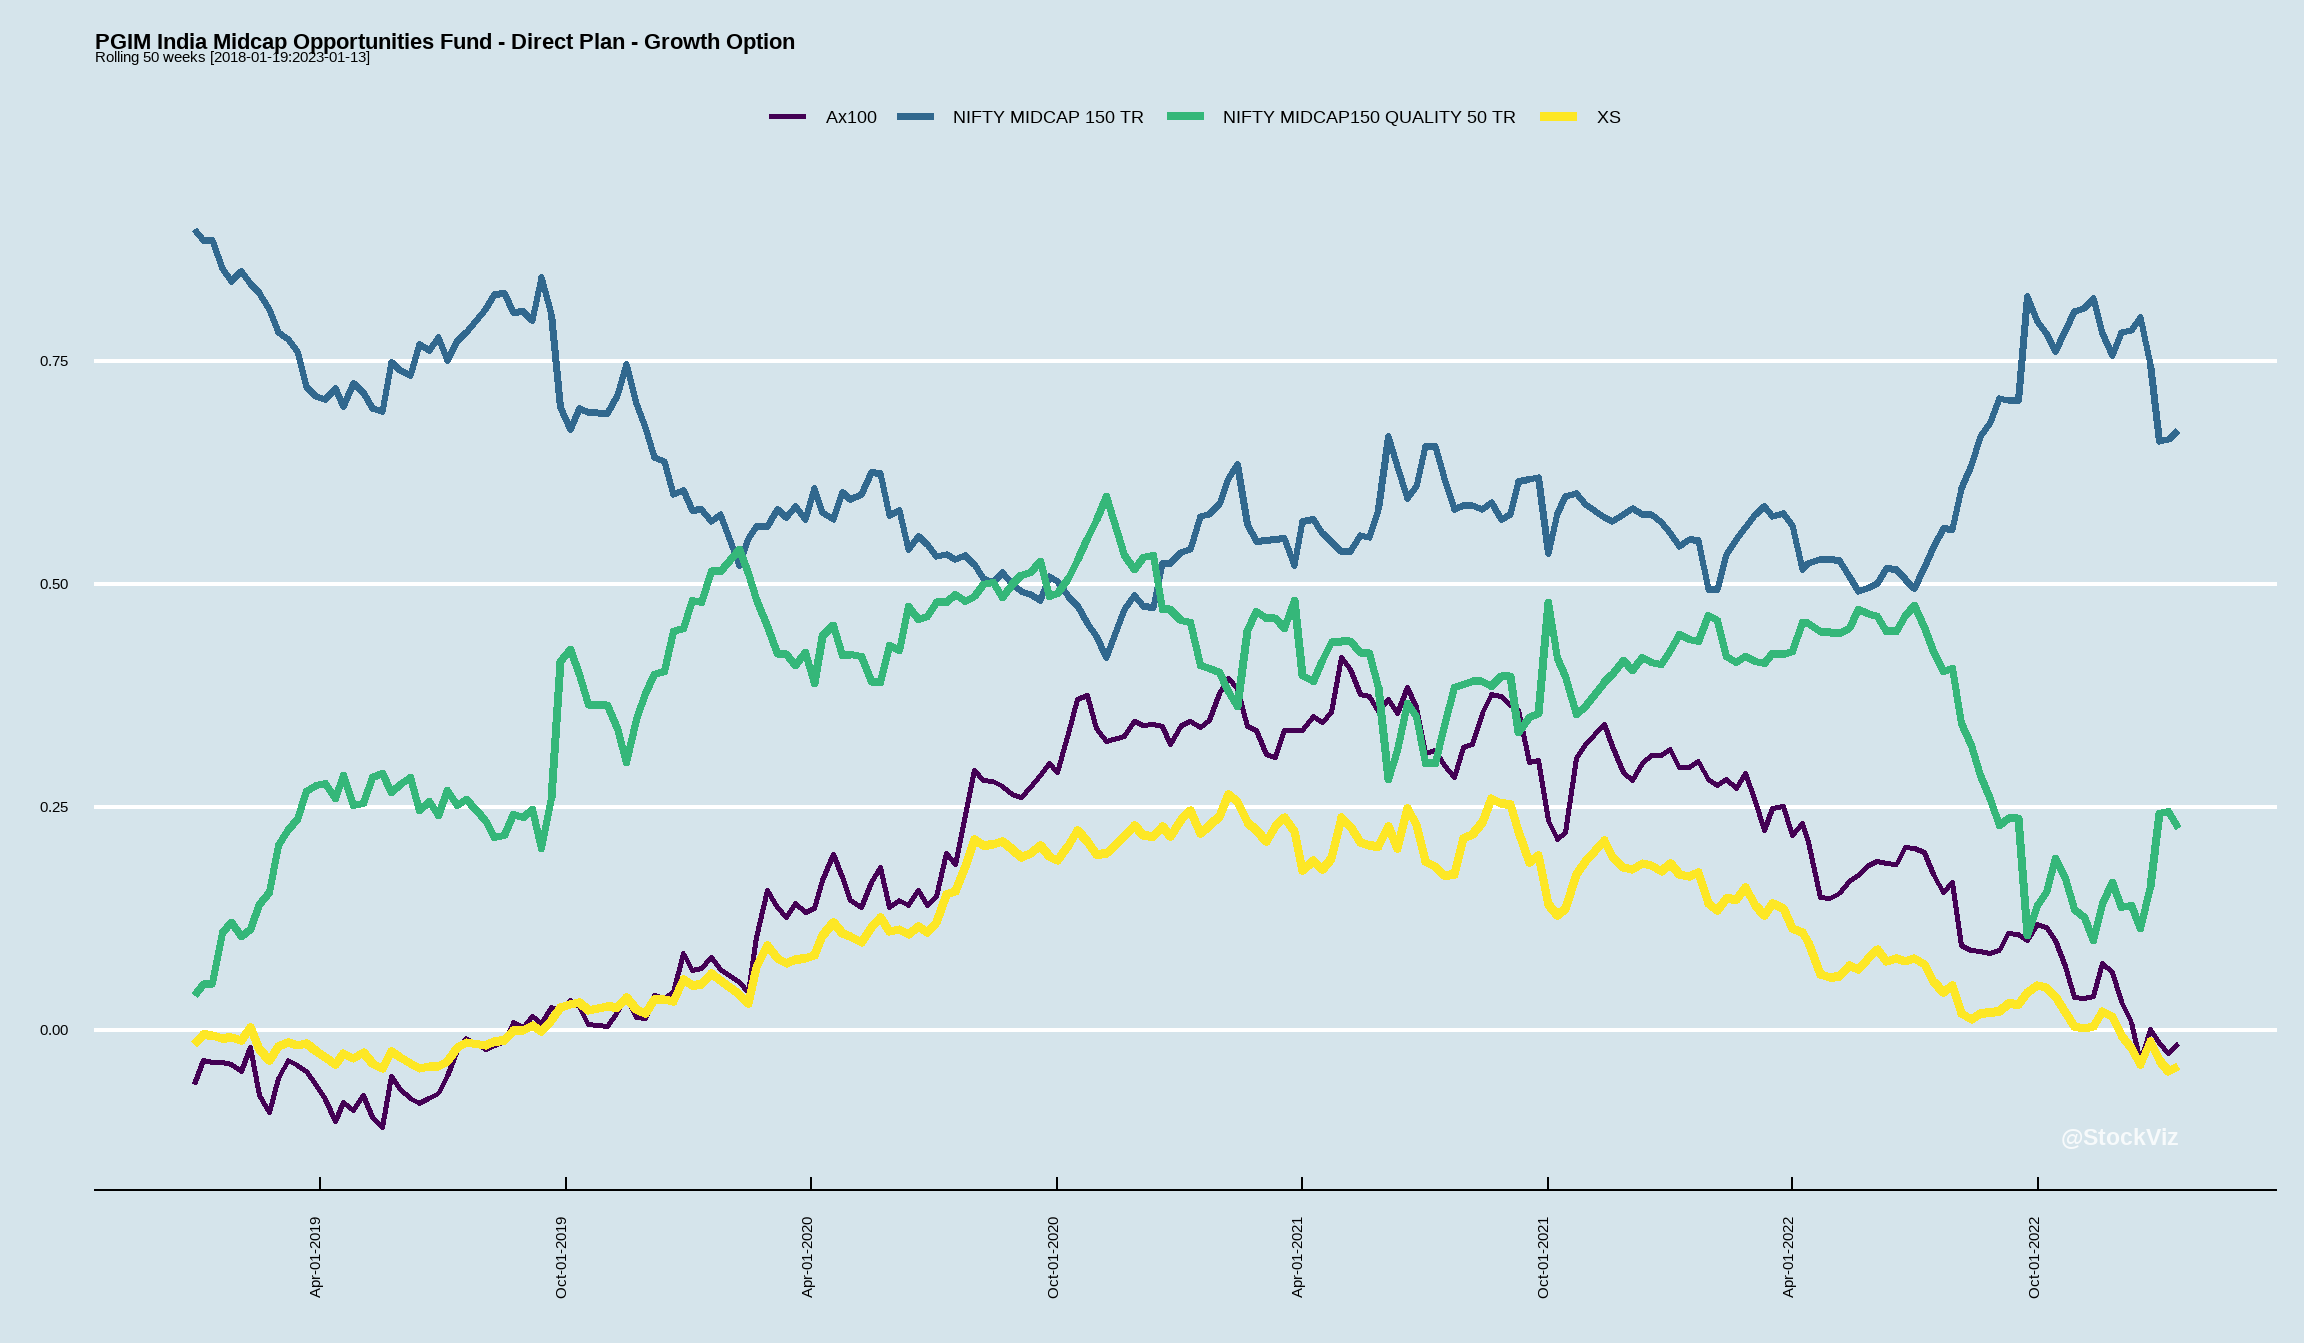 PGIM India Midcap Opportunities Fund - Direct Plan - Growth Option
Rolling 50 weeks [2018-01-19:2023-01-13]
Ax100 NIFTY MIDCAP 150 TR NIFTY MIDCAP150 QUALITY 50 TR XS
0.75
0.50
0.25
0.00
@StockViz
Apr-01-2019
Oct-01-2019
Apr-01-2020
Oct-01-2020
Apr-01-2021
Oct-01-2021
Apr-01-2022
Oct-01-2022